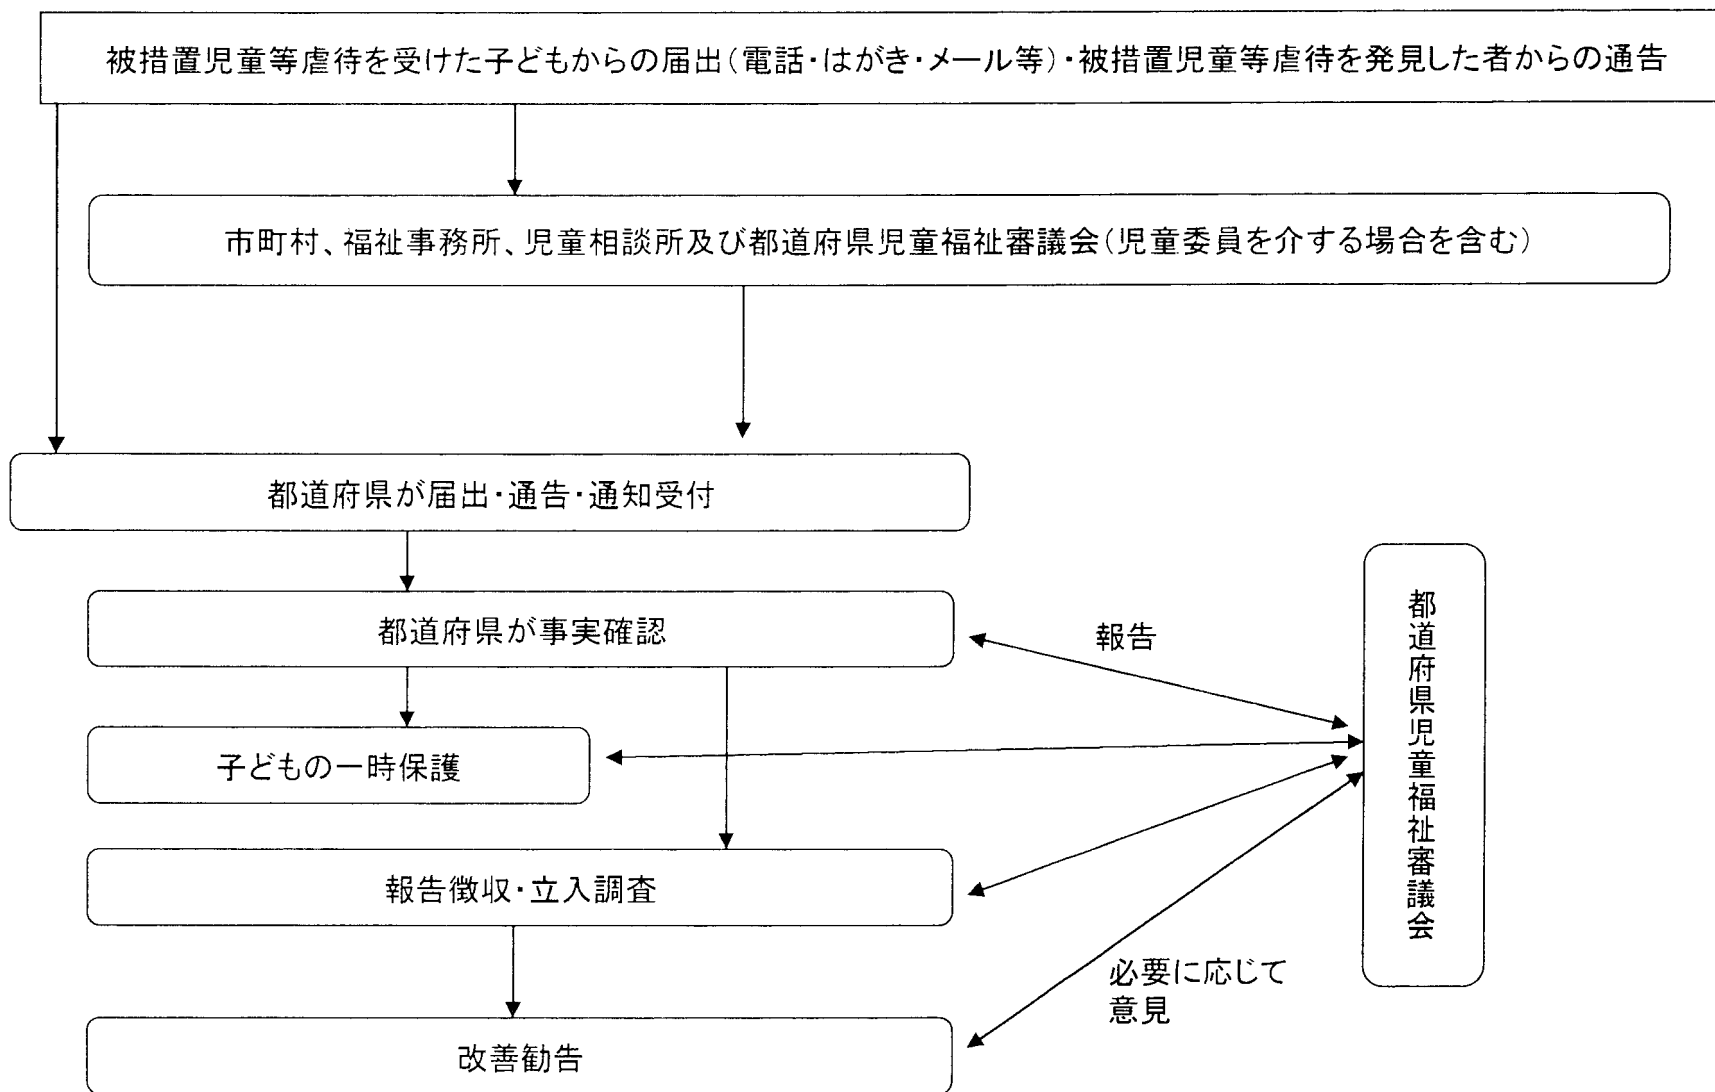 被措置児童等虐待を受けた子どもからの届出(電話・はがき・メール等)・被措置児童等虐待を発見した者からの通告
市町村、福祉事務所、児童相談所及び都道府県児童福祉審議会(児童委員を介する場合を含む)
都道府県が届出・通告・通知受付
都道府県が事実確認
報告
都道府県児童福祉審議会
子どもの一時保護
報告徴収・立入調査
必要に応じて
意見
改善勧告